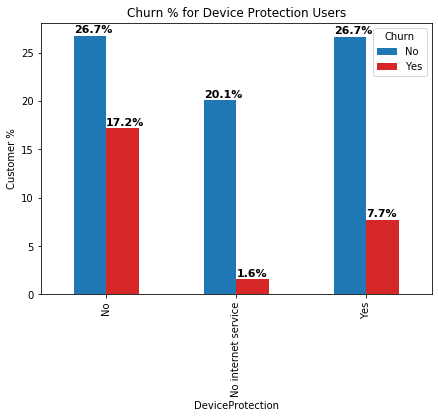 Churn % for Device Protection Users
Customer %
25
20
15
10
5
0
26.7%
17.2%
20.1%
1.6%
26.7%
7.7%
Churn
No
Yes
No
No internet service
Yes
DeviceProtection